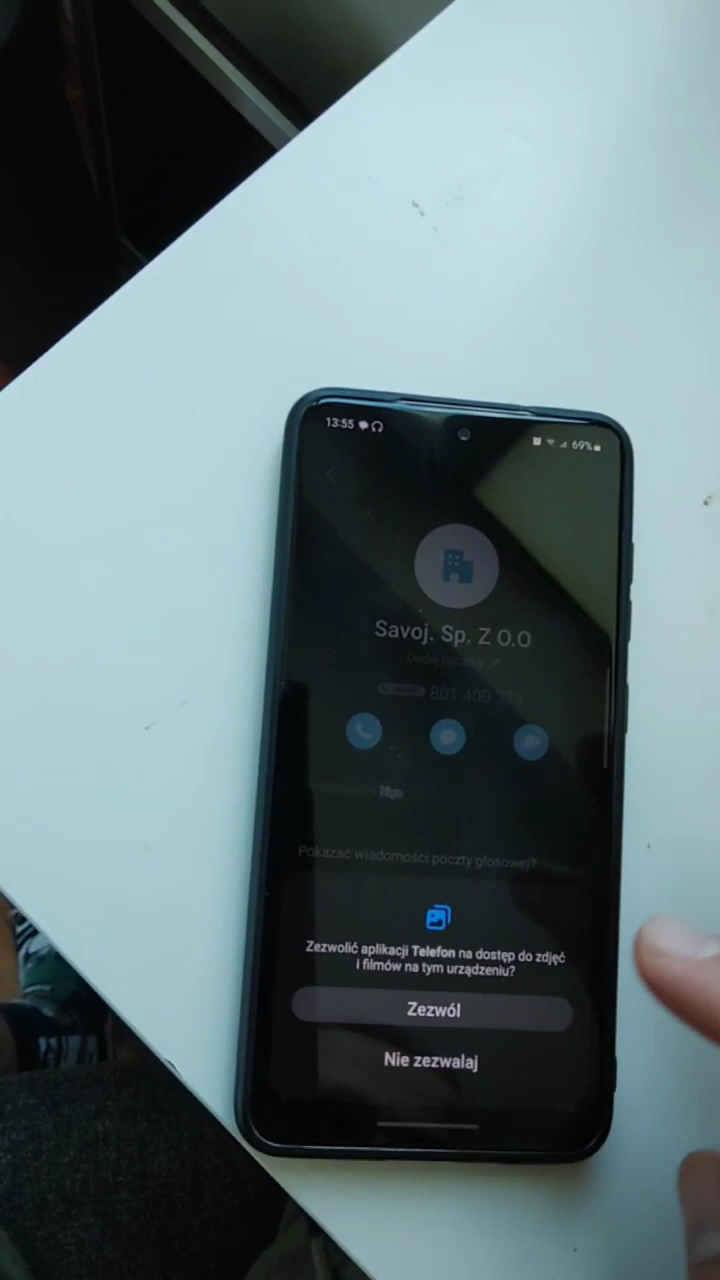 13:55
69%
Savoj. Sp. Z O.O
Dodaj notatkę
801 400 373
Pokazać wiadomości poczty głosowej?
Zezwolić aplikacji Telefon na dostęp do zdjęć
i filmów na tym urządzeniu?
Zezwól
Nie zezwalaj